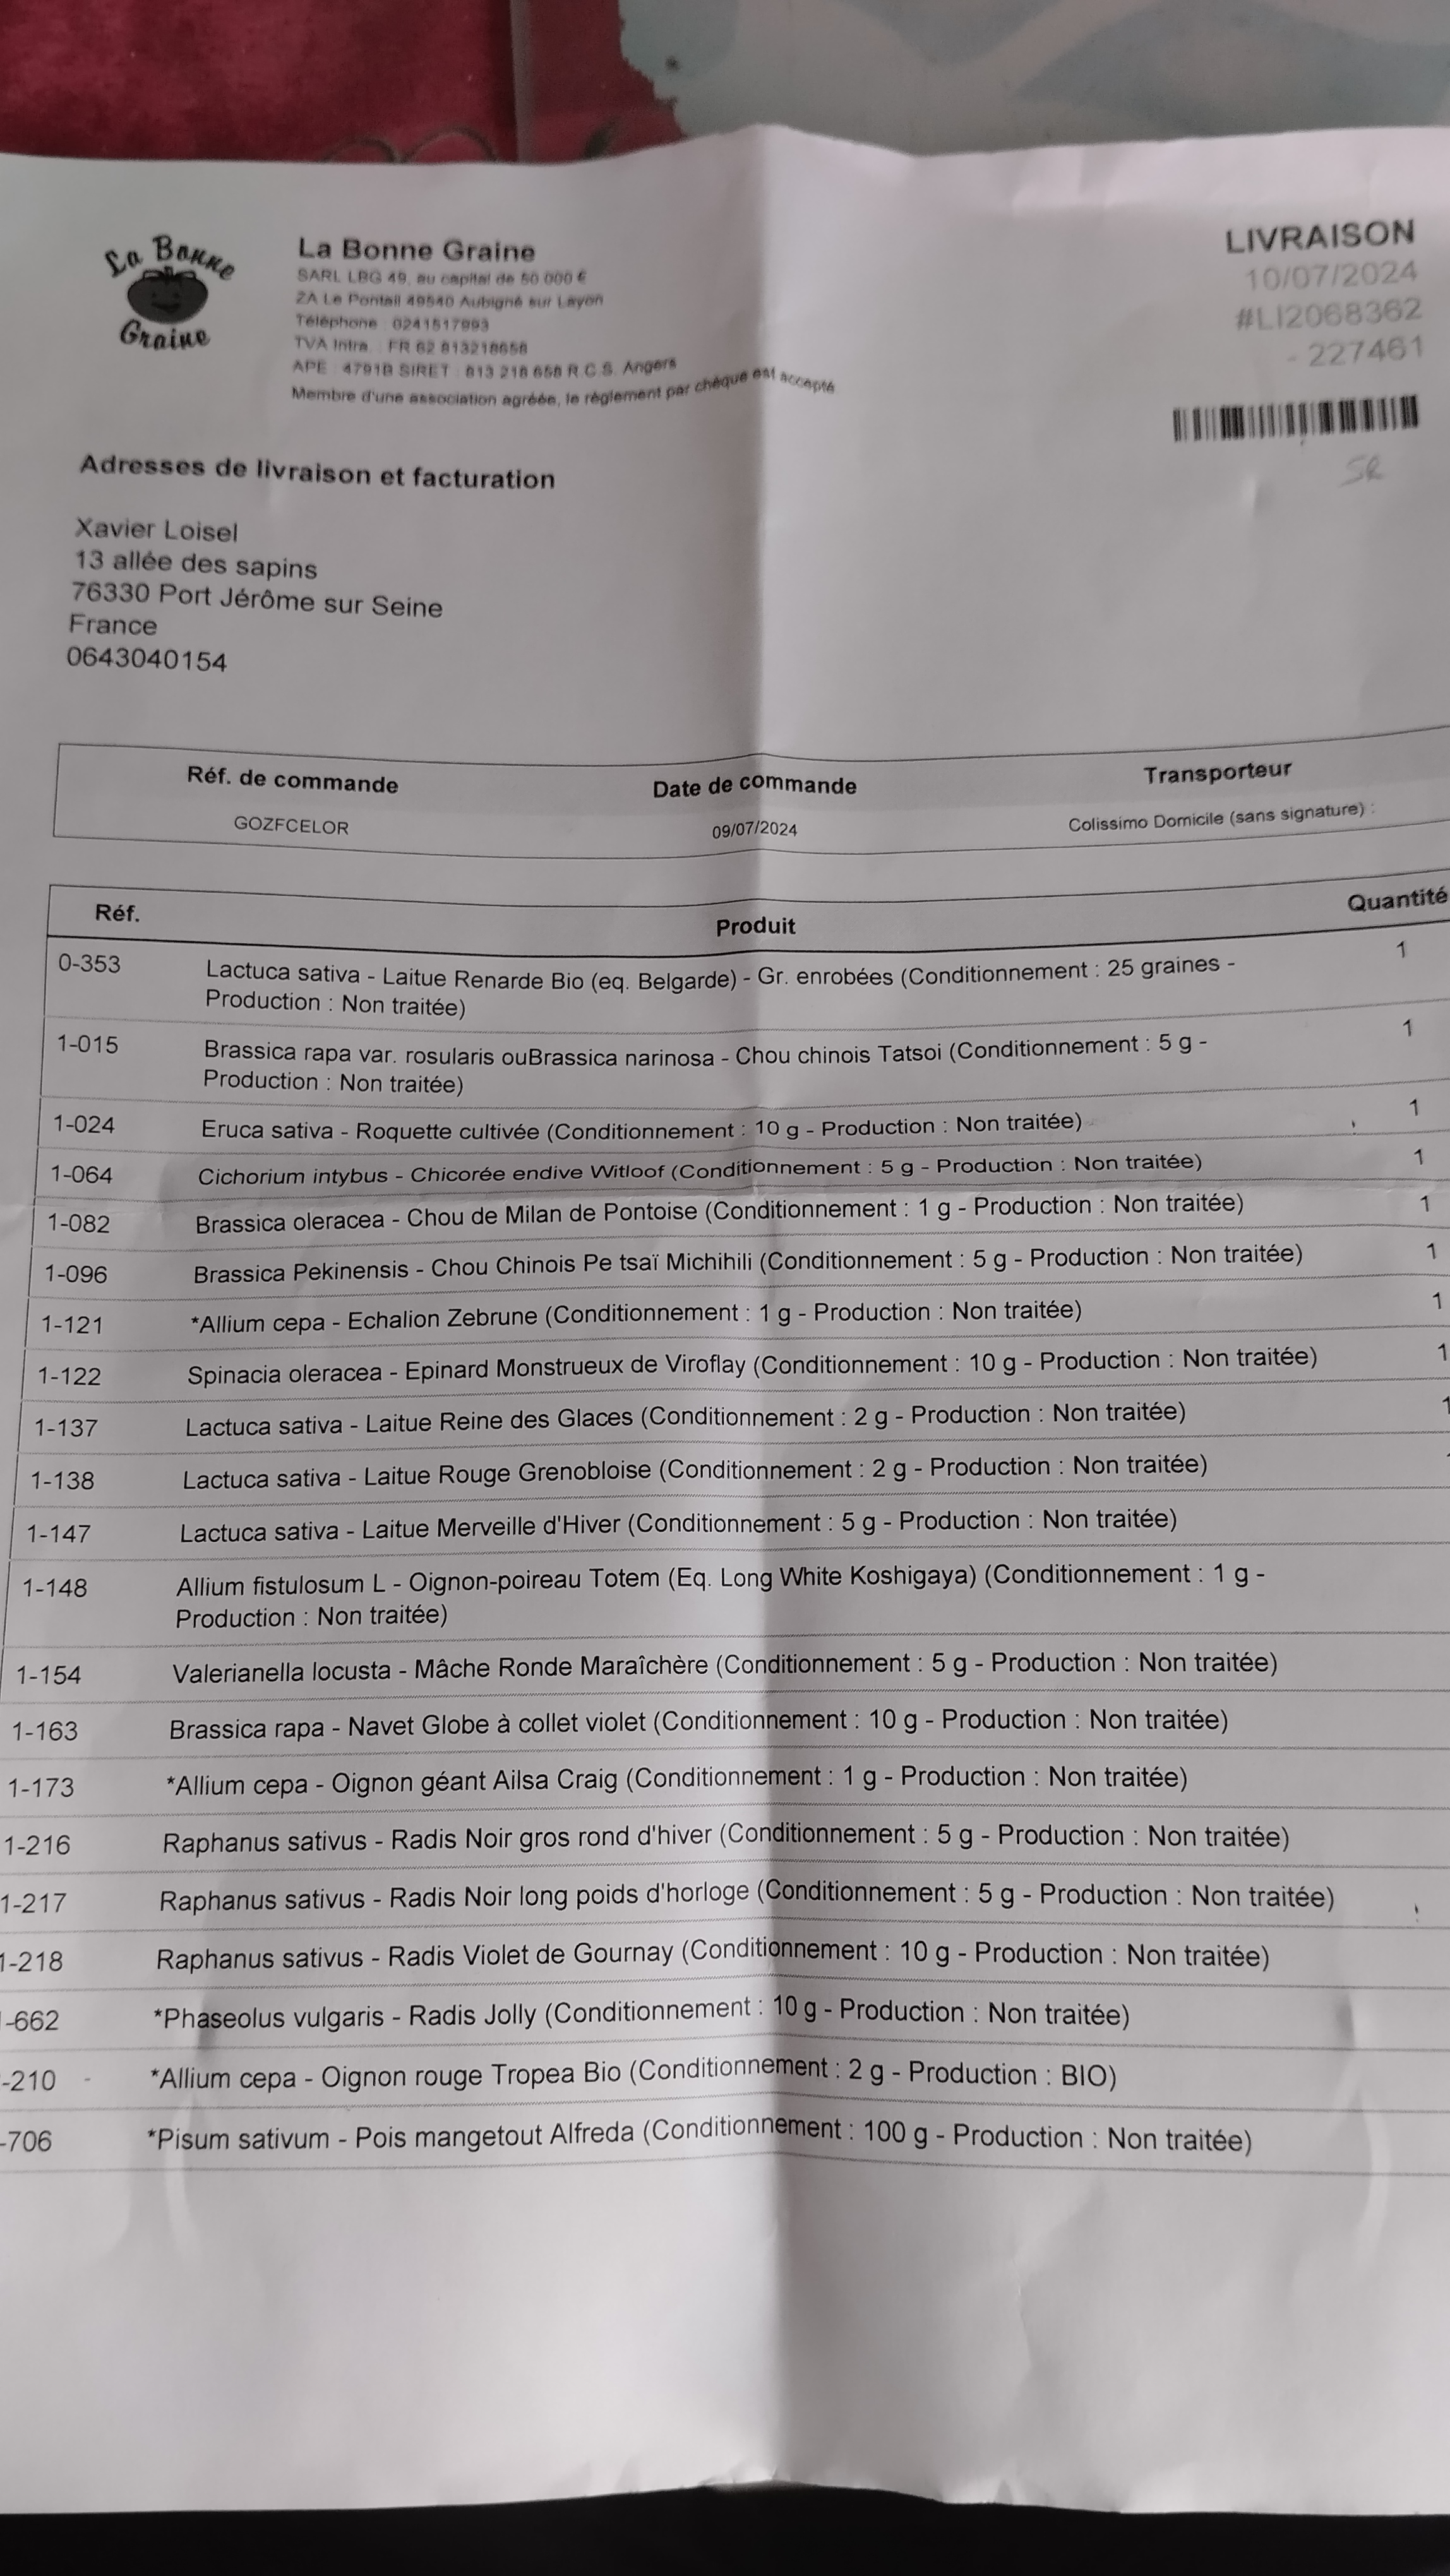 La Bonne
Graine
La Bonne Graine
SARL LBG 49, au capital de 50.000 €
ZA Le Pontail 49540 Aubigné sur Layon
Téléphone : 0241517993
TVA Intra. : FR 62 813218658
APE : 4791B SIRET : 813 218 658 R.C.S. Angers
Membre d'une association agréée, le règlement par chèque est accepté
LIVRAISON
10/07/2024
#LI2068362
- 227461
SR
Adresses de livraison et facturation
Xavier Loisel
13 allée des sapins
76330 Port Jérôme sur Seine
France
0643040154
Réf. de commande Date de commande Transporteur
GOZFCELOR 09/07/2024 Colissimo Domicile (sans signature) :
Réf. Produit Quantité
0-353 Lactuca sativa - Laitue Renarde Bio (eq. Belgarde) - Gr. enrobées (Conditionnement : 25 graines - 1
Production : Non traitée)
1-015 Brassica rapa var. rosularis ouBrassica narinosa - Chou chinois Tatsoi (Conditionnement : 5 g - 1
Production : Non traitée)
1-024 Eruca sativa - Roquette cultivée (Conditionnement : 10 g - Production : Non traitée) 1
1-064 Cichorium intybus - Chicorée endive Witloof (Conditionnement : 5 g - Production : Non traitée) 1
1-082 Brassica oleracea - Chou de Milan de Pontoise (Conditionnement : 1 g - Production : Non traitée) 1
1-096 Brassica Pekinensis - Chou Chinois Pe tsaï Michihili (Conditionnement : 5 g - Production : Non traitée) 1
1-121 *Allium cepa - Echalion Zebrune (Conditionnement : 1 g - Production : Non traitée) 1
1-122 Spinacia oleracea - Epinard Monstrueux de Viroflay (Conditionnement : 10 g - Production : Non traitée) 1
1-137 Lactuca sativa - Laitue Reine des Glaces (Conditionnement : 2 g - Production : Non traitée) 1
1-138 Lactuca sativa - Laitue Rouge Grenobloise (Conditionnement : 2 g - Production : Non traitée)
1-147 Lactuca sativa - Laitue Merveille d'Hiver (Conditionnement : 5 g - Production : Non traitée)
1-148 Allium fistulosum L - Oignon-poireau Totem (Eq. Long White Koshigaya) (Conditionnement : 1 g -
Production : Non traitée)
1-154 Valerianella locusta - Mâche Ronde Maraîchère (Conditionnement : 5 g - Production : Non traitée)
1-163 Brassica rapa - Navet Globe à collet violet (Conditionnement : 10 g - Production : Non traitée)
1-173 *Allium cepa - Oignon géant Ailsa Craig (Conditionnement : 1 g - Production : Non traitée)
1-216 Raphanus sativus - Radis Noir gros rond d'hiver (Conditionnement : 5 g - Production : Non traitée)
1-217 Raphanus sativus - Radis Noir long poids d'horloge (Conditionnement : 5 g - Production : Non traitée)
1-218 Raphanus sativus - Radis Violet de Gournay (Conditionnement : 10 g - Production : Non traitée)
-662 *Phaseolus vulgaris - Radis Jolly (Conditionnement : 10 g - Production : Non traitée)
-210 *Allium cepa - Oignon rouge Tropea Bio (Conditionnement : 2 g - Production : BIO)
-706 *Pisum sativum - Pois mangetout Alfreda (Conditionnement : 100 g - Production : Non traitée)